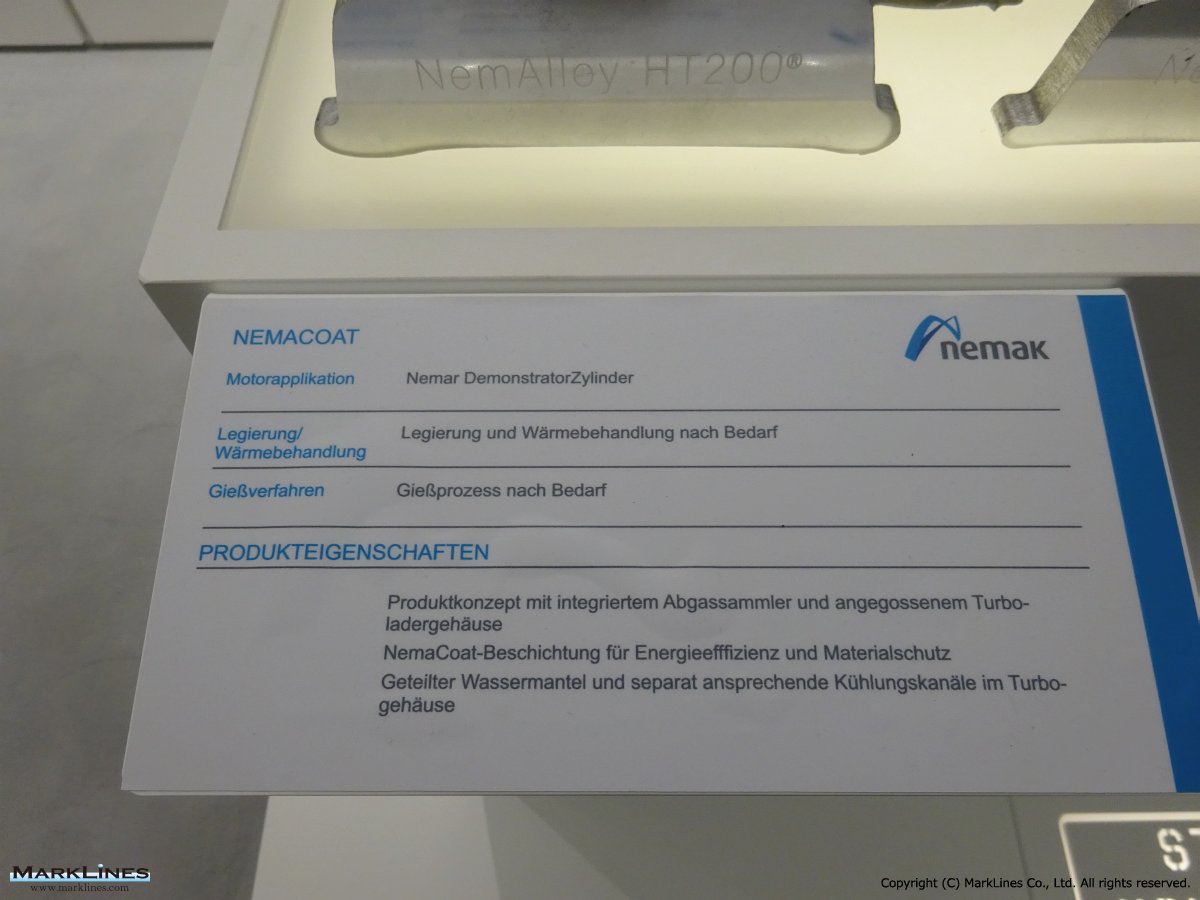 NemAlloy HT200®
NEMACOAT
nemak
Motorapplikation Nemar DemonstratorZylinder
Legierung/
Wärmebehandlung
Legierung und Wärmebehandlung nach Bedarf
Gießverfahren Gießprozess nach Bedarf
PRODUKTEIGENSCHAFTEN
Produktkonzept mit integriertem Abgassammler und angegossenem Turbo-
ladergehäuse
NemaCoat-Beschichtung für Energieefffizienz und Materialschutz
Geteilter Wassermantel und separat ansprechende Kühlungskanäle im Turbo-
gehäuse
MARKLINES
www.marklines.com
Copyright (C) MarkLines Co., Ltd. All rights reserved.